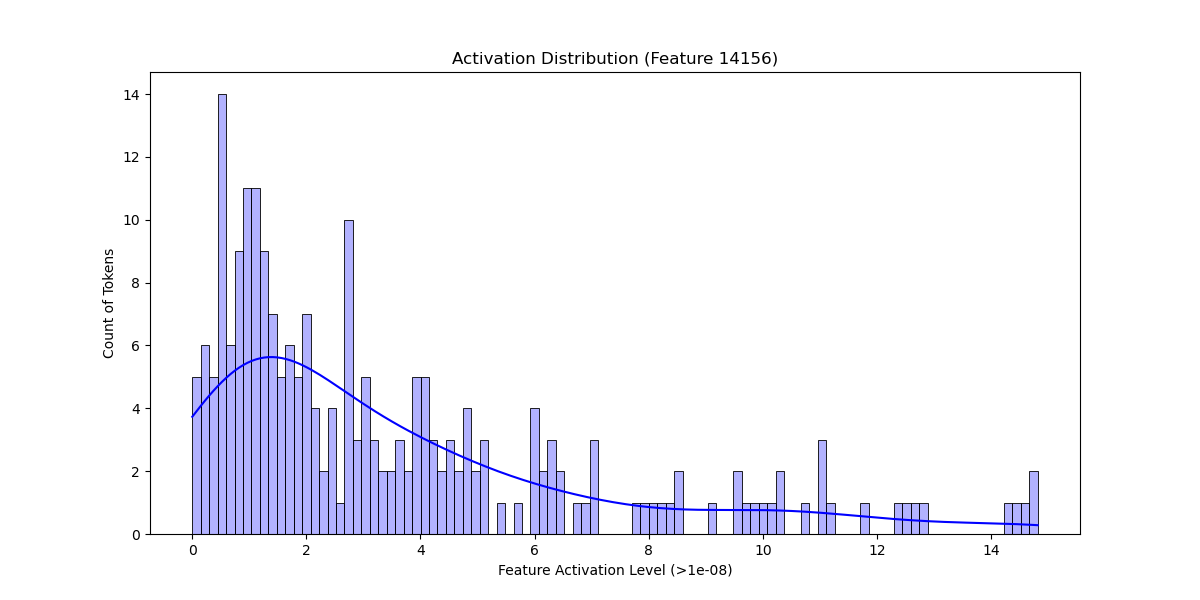 Activation Distribution (Feature 14156)
14
12
10
8
6
4
2
0
Count of Tokens
0 2 4 6 8 10 12 14
Feature Activation Level (>1e-08)